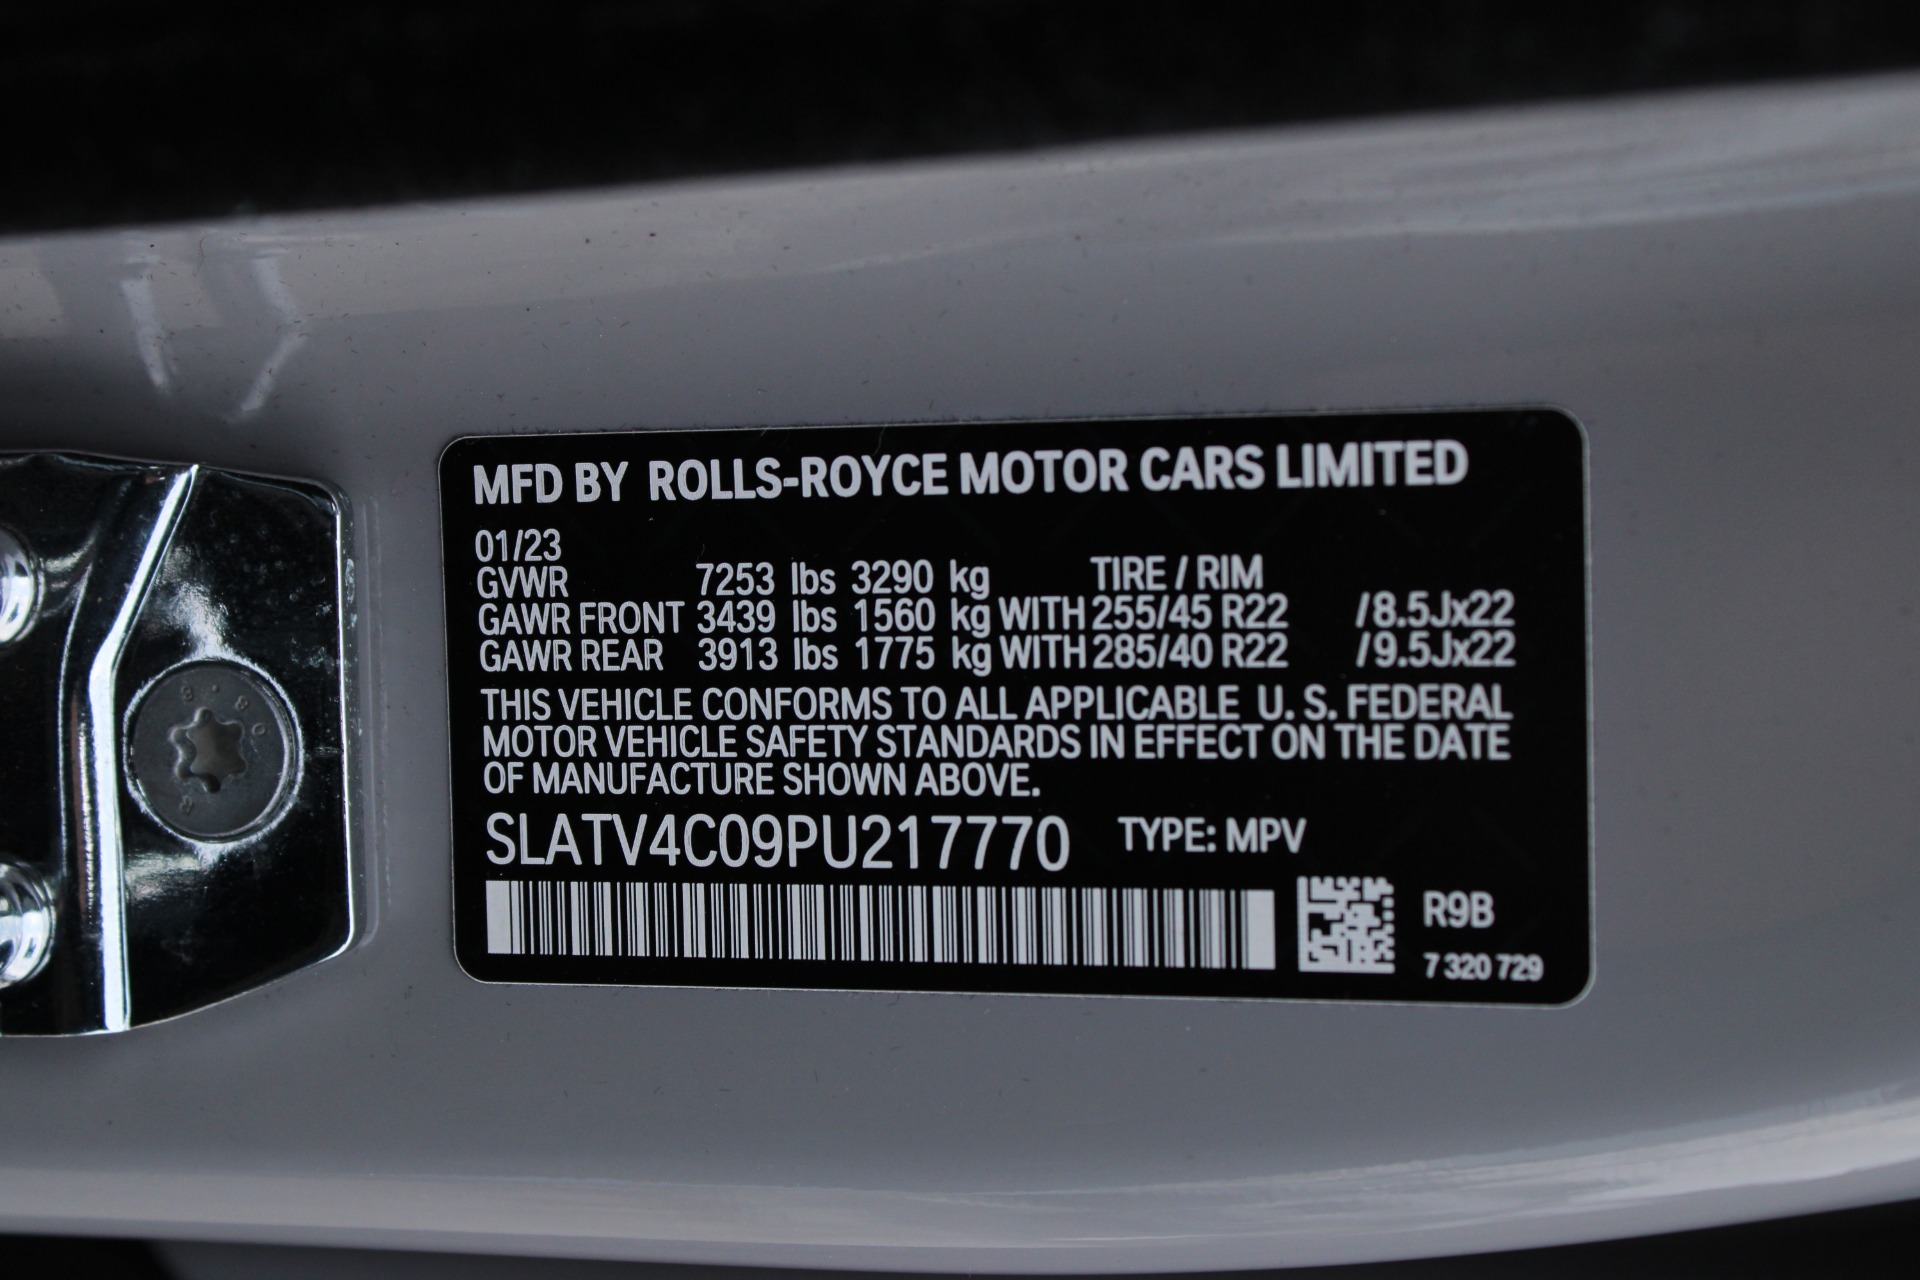 MFD BY ROLLS-ROYCE MOTOR CARS LIMITED
01/23
GVWR 7253 lbs 3290 kg TIRE / RIM
GAWR FRONT 3439 lbs 1560 kg WITH 255/45 R22 /8.5Jx22
GAWR REAR 3913 lbs 1775 kg WITH 285/40 R22 /9.5Jx22
THIS VEHICLE CONFORMS TO ALL APPLICABLE U. S. FEDERAL
MOTOR VEHICLE SAFETY STANDARDS IN EFFECT ON THE DATE
OF MANUFACTURE SHOWN ABOVE.
SLATV4C09PU217770 TYPE: MPV
R9B
7 320 729